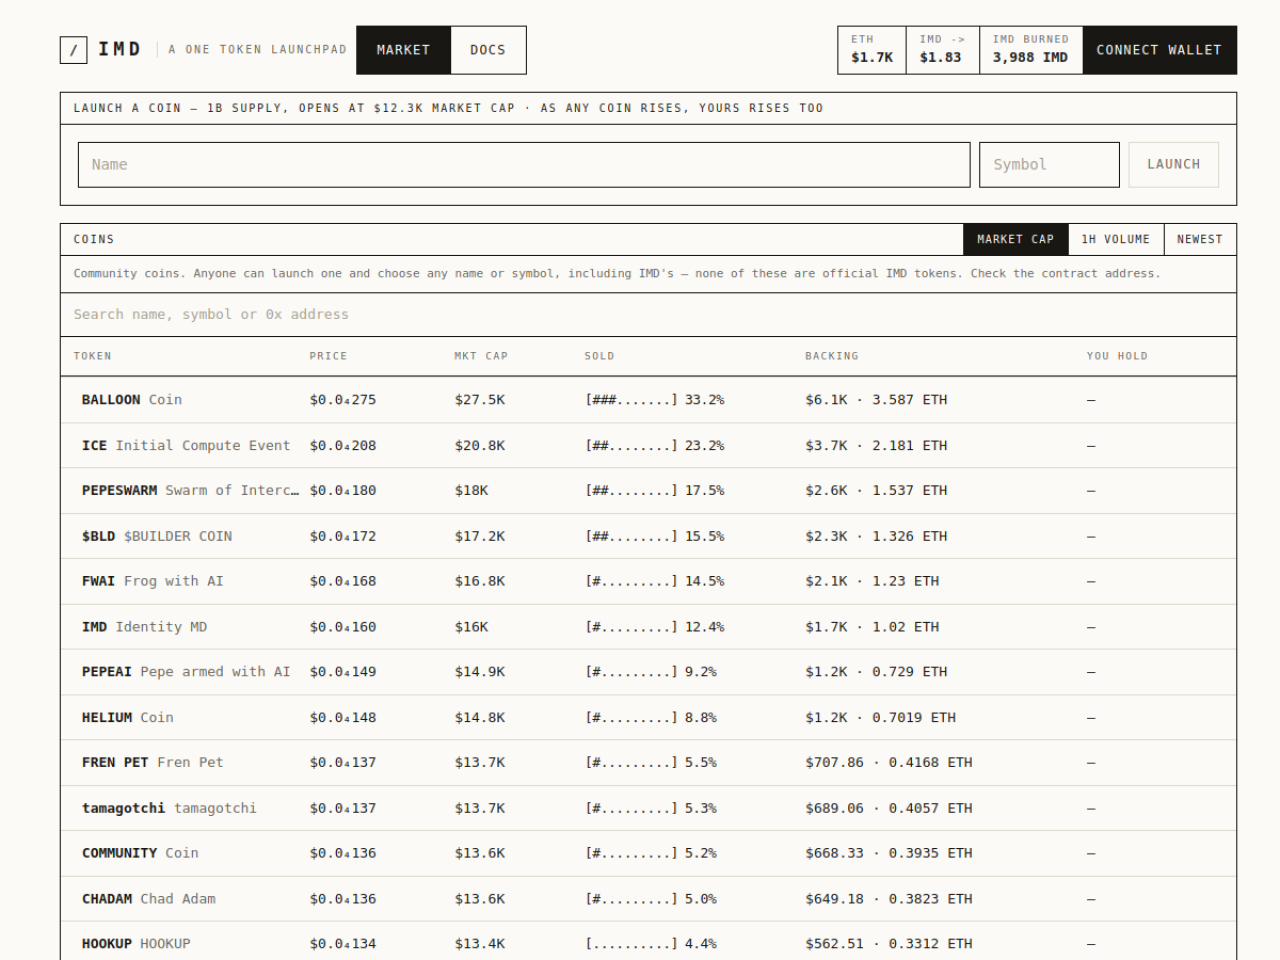 / IMD A ONE TOKEN LAUNCHPAD MARKET DOCS ETH $1.7K IMD -> $1.83 IMD BURNED 3,988 IMD CONNECT WALLET
LAUNCH A COIN — 1B SUPPLY, OPENS AT $12.3K MARKET CAP · AS ANY COIN RISES, YOURS RISES TOO
Name Symbol LAUNCH
COINS MARKET CAP 1H VOLUME NEWEST
Community coins. Anyone can launch one and choose any name or symbol, including IMD's — none of these are official IMD tokens. Check the contract address.
Search name, symbol or 0x address
TOKEN PRICE MKT CAP SOLD BACKING YOU HOLD
BALLOON Coin $0.0₄275 $27.5K [###.......] 33.2% $6.1K · 3.587 ETH —
ICE Initial Compute Event $0.0₄208 $20.8K [##........] 23.2% $3.7K · 2.181 ETH —
PEPESWARM Swarm of Interc… $0.0₄180 $18K [##........] 17.5% $2.6K · 1.537 ETH —
$BLD $BUILDER COIN $0.0₄172 $17.2K [##........] 15.5% $2.3K · 1.326 ETH —
FWAI Frog with AI $0.0₄168 $16.8K [#.........] 14.5% $2.1K · 1.23 ETH —
IMD Identity MD $0.0₄160 $16K [#.........] 12.4% $1.7K · 1.02 ETH —
PEPEAI Pepe armed with AI $0.0₄149 $14.9K [#.........] 9.2% $1.2K · 0.729 ETH —
HELIUM Coin $0.0₄148 $14.8K [#.........] 8.8% $1.2K · 0.7019 ETH —
FREN PET Fren Pet $0.0₄137 $13.7K [#.........] 5.5% $707.86 · 0.4168 ETH —
tamagotchi tamagotchi $0.0₄137 $13.7K [#.........] 5.3% $689.06 · 0.4057 ETH —
COMMUNITY Coin $0.0₄136 $13.6K [#.........] 5.2% $668.33 · 0.3935 ETH —
CHADAM Chad Adam $0.0₄136 $13.6K [#.........] 5.0% $649.18 · 0.3823 ETH —
HOOKUP HOOKUP $0.0₄134 $13.4K [..........] 4.4% $562.51 · 0.3312 ETH —